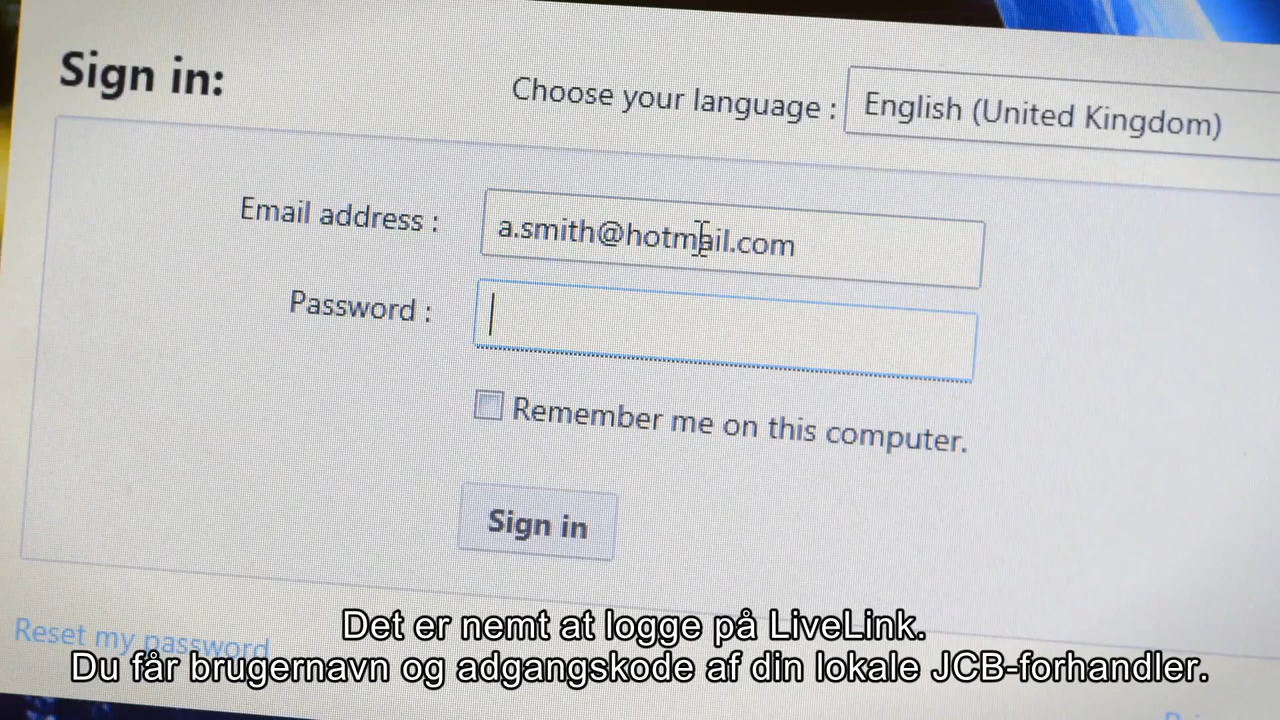 Sign in:
Choose your language : English (United Kingdom)
Email address : a.smith@hotmail.com
Password :
Remember me on this computer.
Sign in
Reset my password
Det er nemt at logge på LiveLink.
Du får brugernavn og adgangskode af din lokale JCB-forhandler.